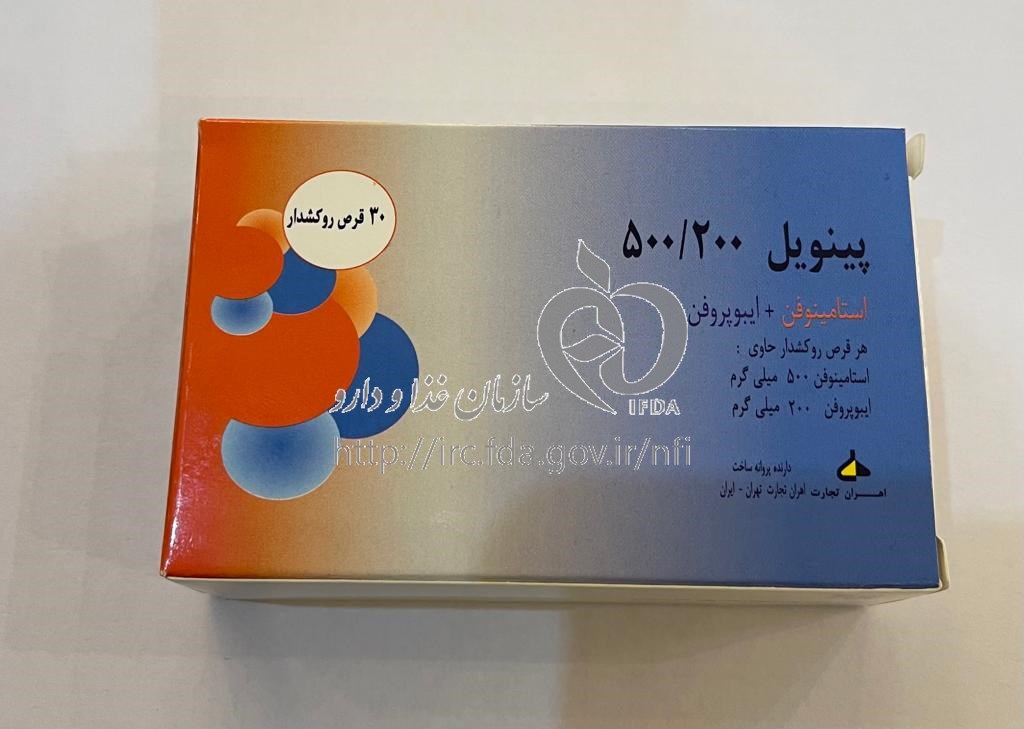 ۳۰ قرص روکشدار
پینویل ۵۰۰/۲۰۰
استامینوفن + ایبوپروفن
هر قرص روکشدار حاوی :
استامینوفن ۵۰۰ میلی گرم
ایبوپروفن ۲۰۰ میلی گرم
IFDA
سازمان غذا و دارو
http://irc.fda.gov.ir/nfi
دارنده پروانه ساخت
اهران تجارت اهران تجارت تهران - ایران